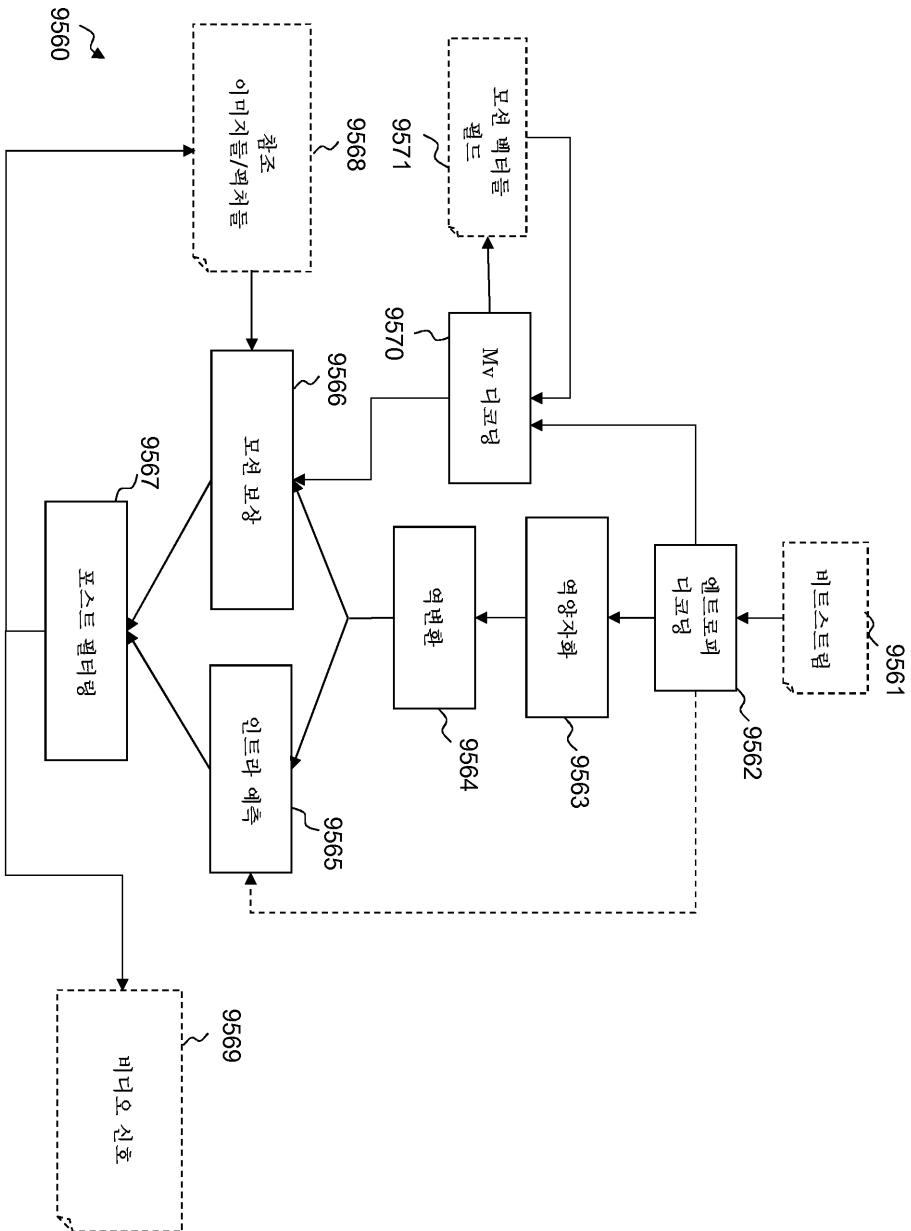 비트스트림
9561
엔트로피
디코딩
9562
역양자화
9563
모션 벡터들
필드
9571
Mv 디코딩
9570
역변환
9564
참조
이미지들/픽처들
9568
모션 보상
9566
인트라 예측
9565
포스트 필터링
9567
비디오 신호
9569
9560